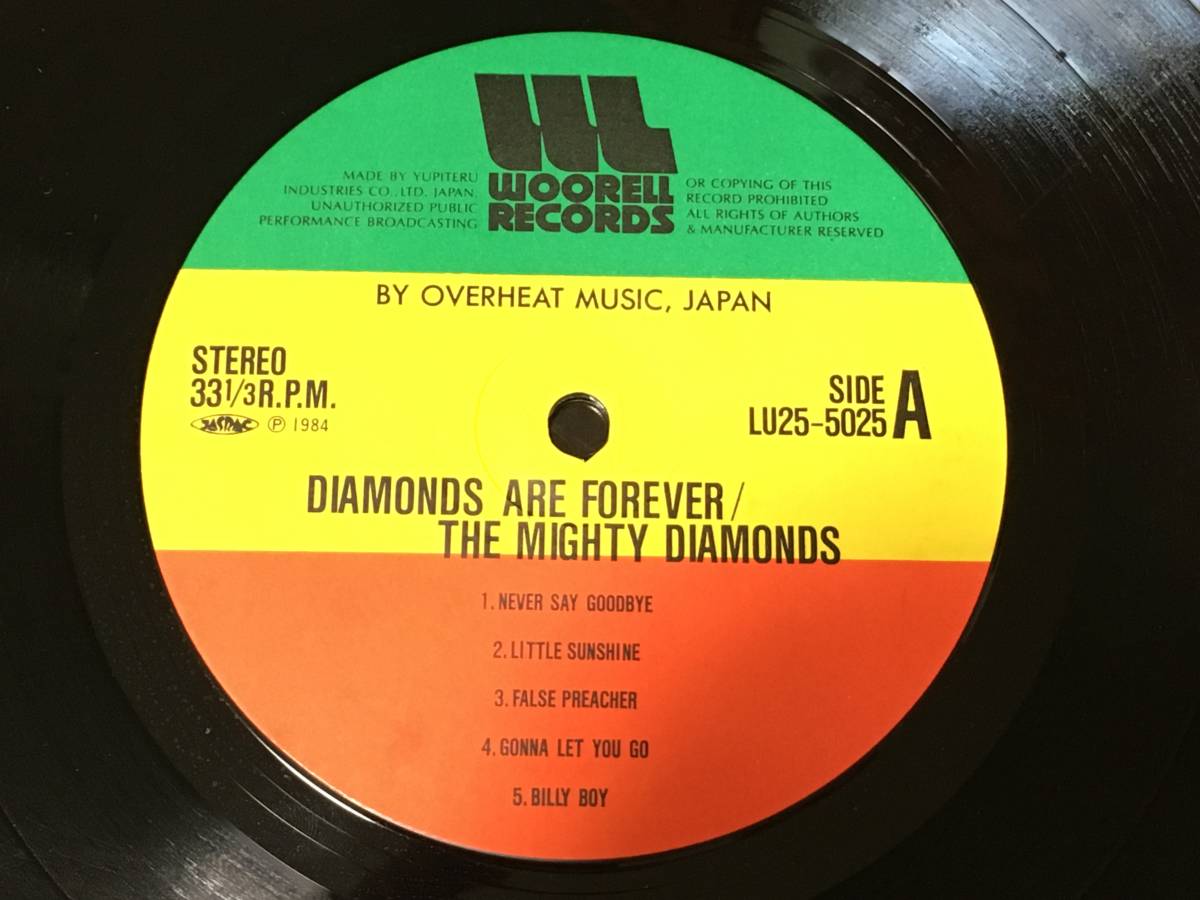 WOORELL
RECORDS
MADE BY YUPITERU
INDUSTRIES CO., LTD. JAPAN.
UNAUTHORIZED PUBLIC
PERFORMANCE BROADCASTING
OR COPYING OF THIS
RECORD PROHIBITED
ALL RIGHTS OF AUTHORS
& MANUFACTURER RESERVED
BY OVERHEAT MUSIC, JAPAN
STEREO
33 1/3 R.P.M.
JASRAC ℗ 1984
SIDE A
LU25-5025
DIAMONDS ARE FOREVER/
THE MIGHTY DIAMONDS
1. NEVER SAY GOODBYE
2. LITTLE SUNSHINE
3. FALSE PREACHER
4. GONNA LET YOU GO
5. BILLY BOY